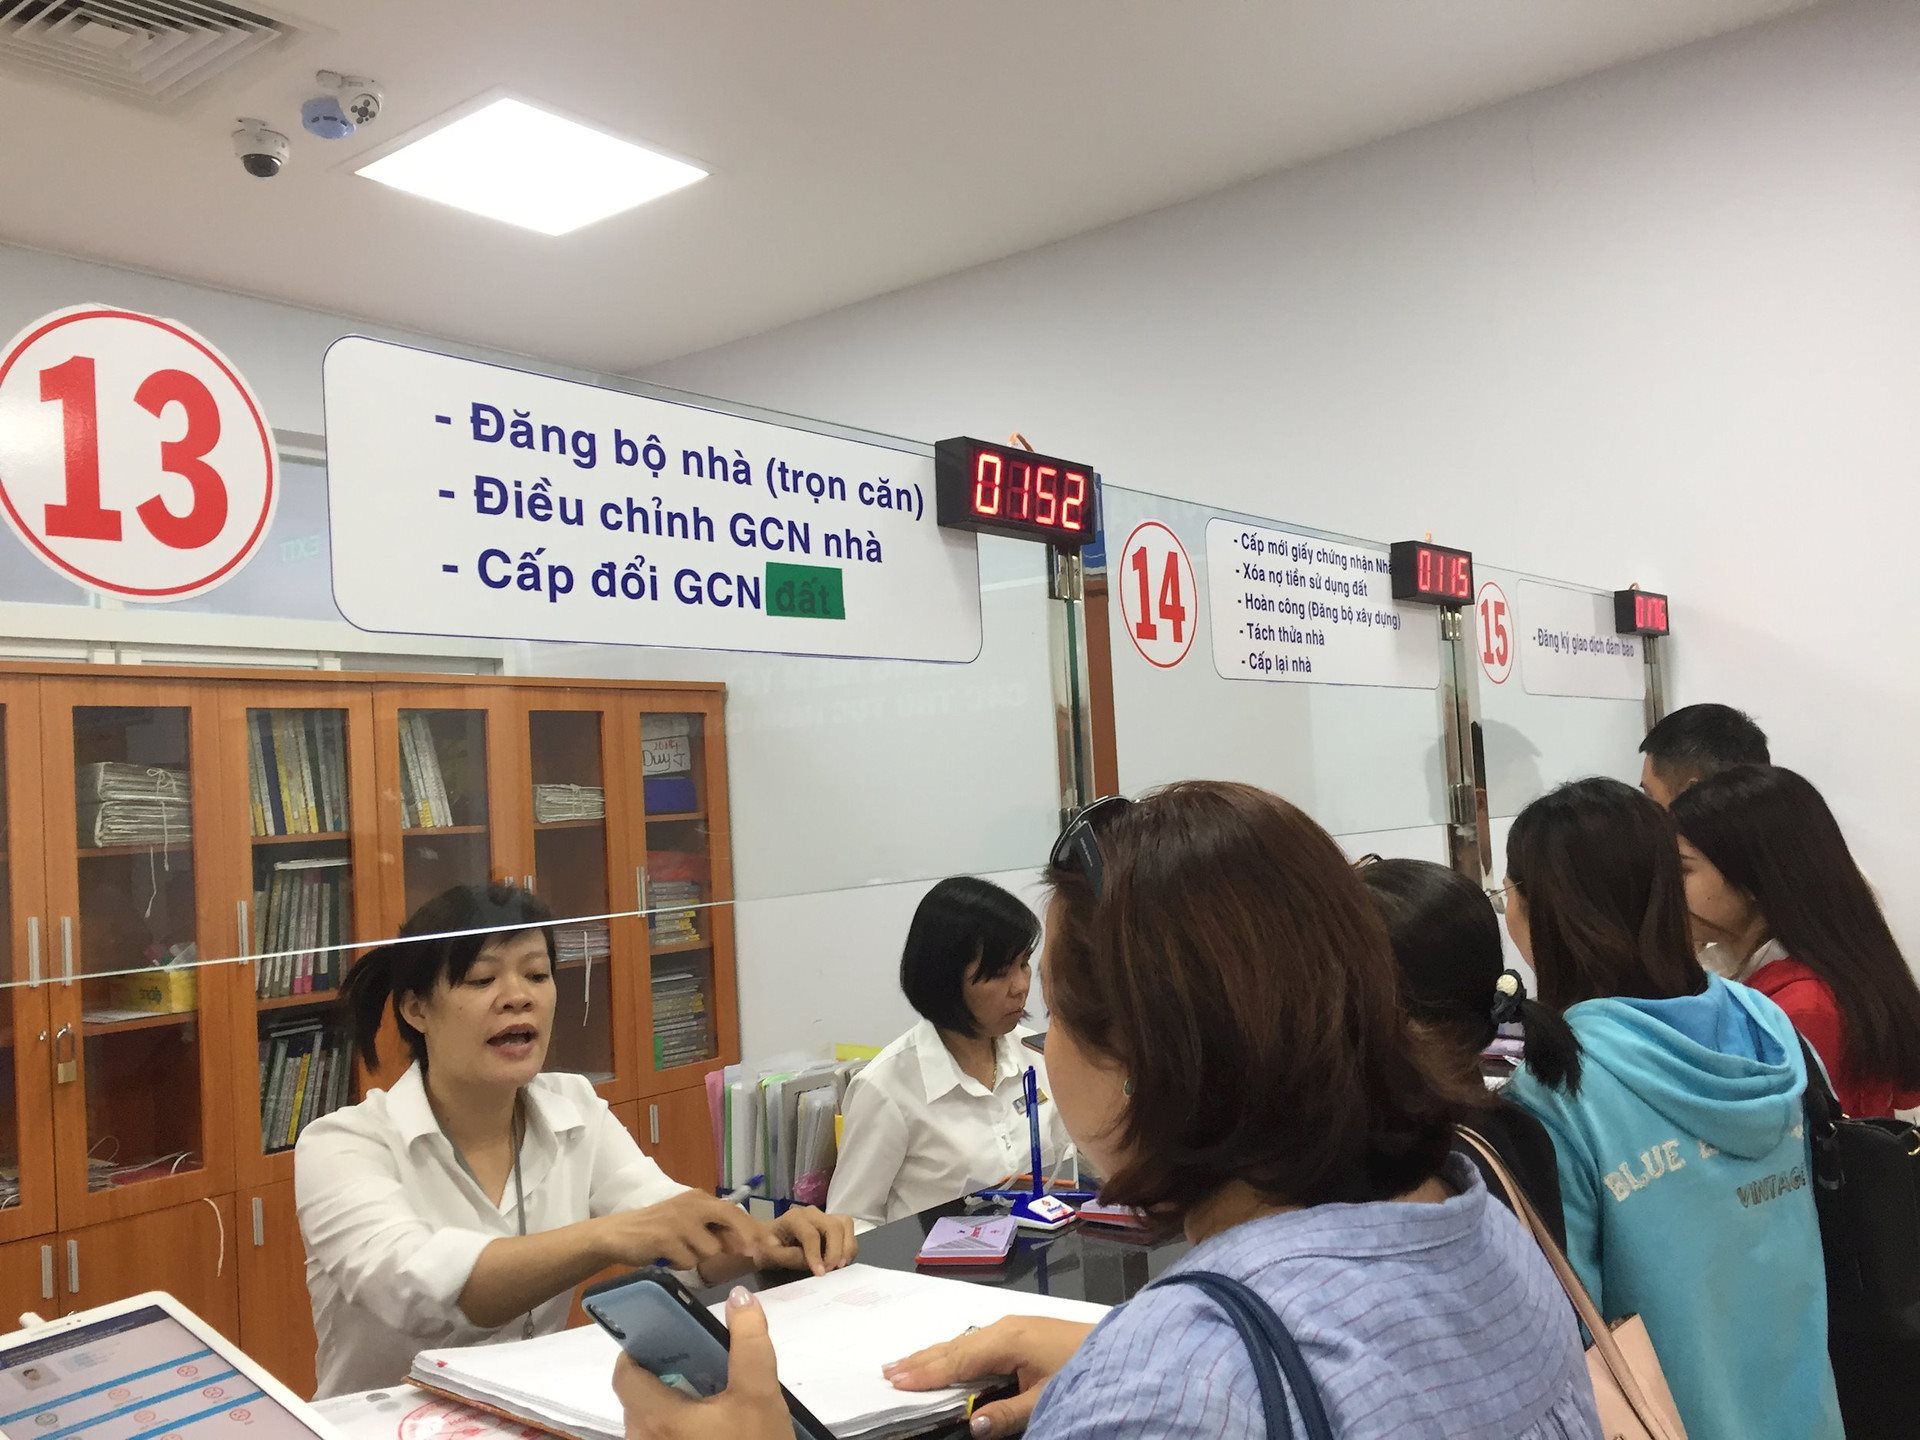 13
- Đăng bộ nhà (trọn căn)
- Điều chỉnh GCN nhà
- Cấp đổi GCN đất
0152
14
- Cấp mới giấy chứng nhận Nhà
- Xóa nợ tiền sử dụng đất
- Hoàn công (Đăng bộ xây dựng)
- Tách thửa nhà
- Cấp lại nhà
0115
15
- Đăng ký giao dịch đảm bảo
EXIT
Duy
BLUE
VINTAGE